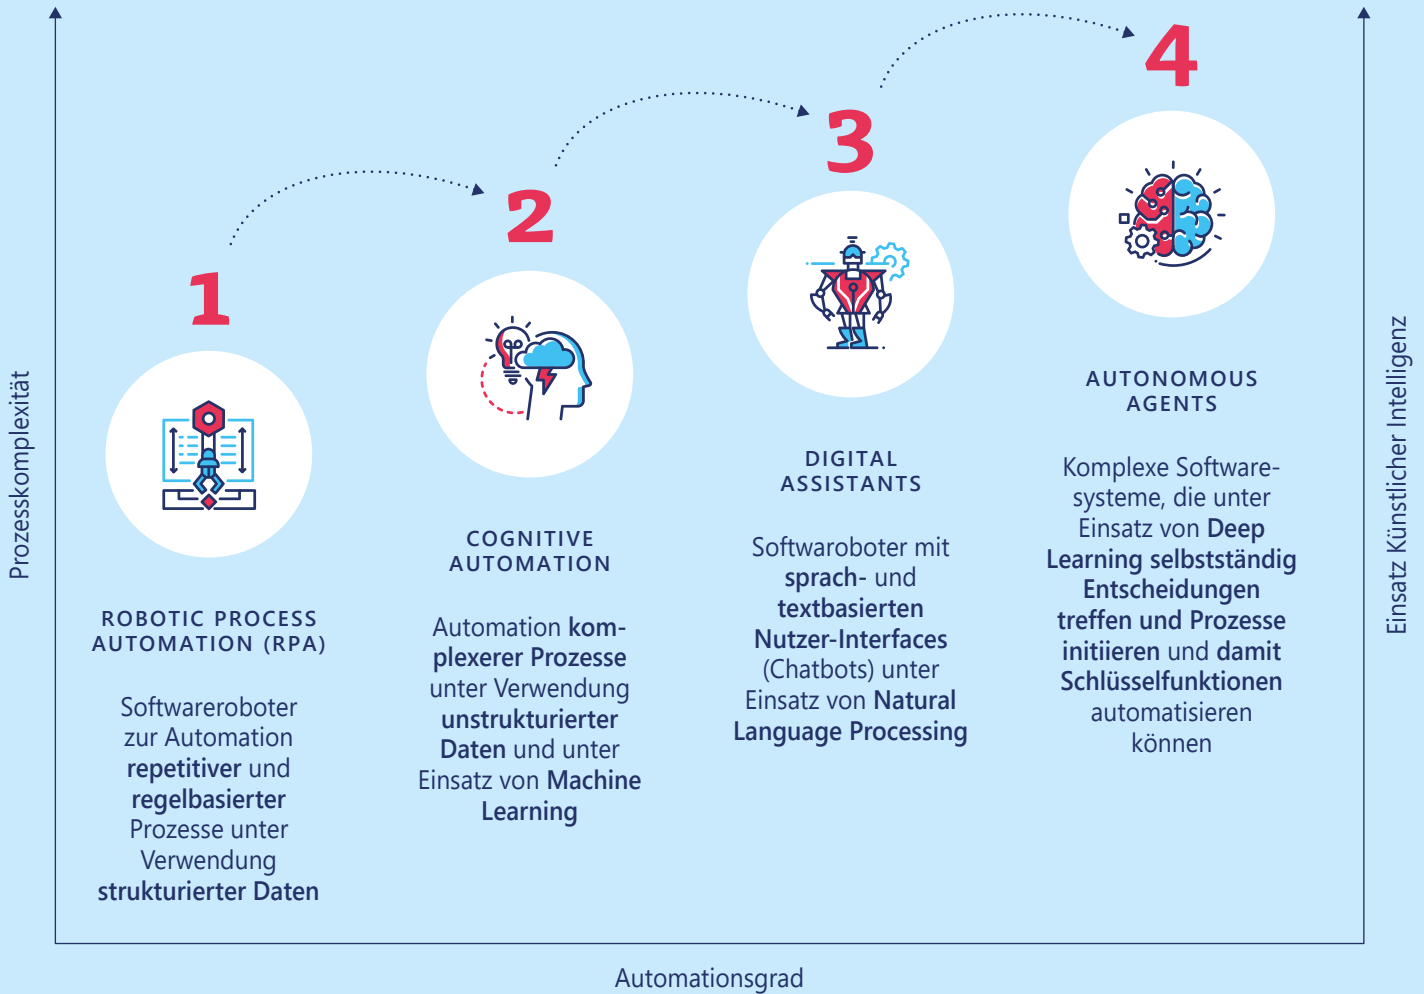 Prozesskomplexität
1
ROBOTIC PROCESS
AUTOMATION (RPA)
Softwareroboter
zur Automation
repetitiver und
regelbasierter
Prozesse unter
Verwendung
strukturierter Daten
2
COGNITIVE
AUTOMATION
Automation kom-
plexerer Prozesse
unter Verwendung
unstrukturierter
Daten und unter
Einsatz von Machine
Learning
3
DIGITAL
ASSISTANTS
Softwaroboter mit
sprach- und
textbasierten
Nutzer-Interfaces
(Chatbots) unter
Einsatz von Natural
Language Processing
4
AUTONOMOUS
AGENTS
Komplexe Software-
systeme, die unter
Einsatz von Deep
Learning selbstständig
Entscheidungen
treffen und Prozesse
initiieren und damit
Schlüsselfunktionen
automatisieren
können
Einsatz Künstlicher Intelligenz
Automationsgrad